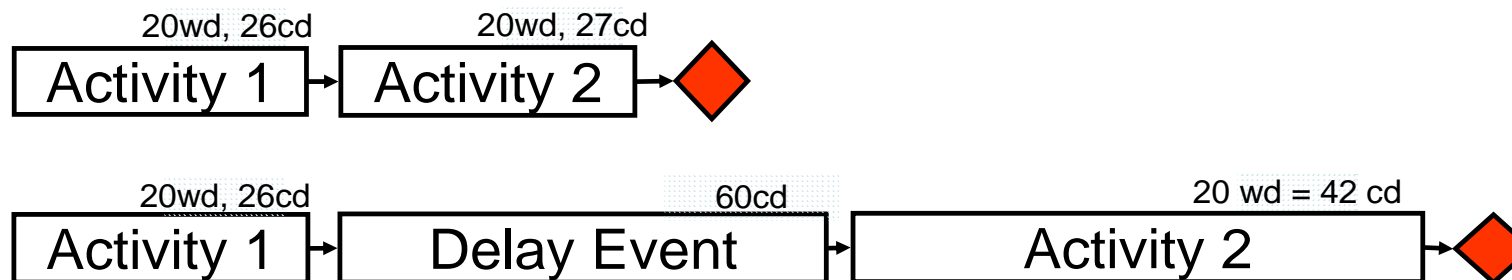 20wd, 26cd 20wd, 27cd
Activity 1 Activity 2
20wd, 26cd 60cd 20 wd = 42 cd
Activity 1 Delay Event Activity 2